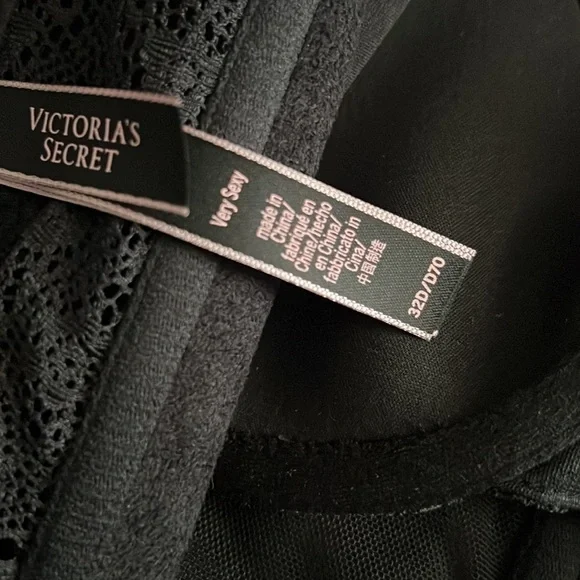 VICTORIA'S
SECRET
Very Sexy
made in
China/
fabriqué en
Chine/hecho
en China/
fabbricato in
Cina/
中国制造
32D/D70